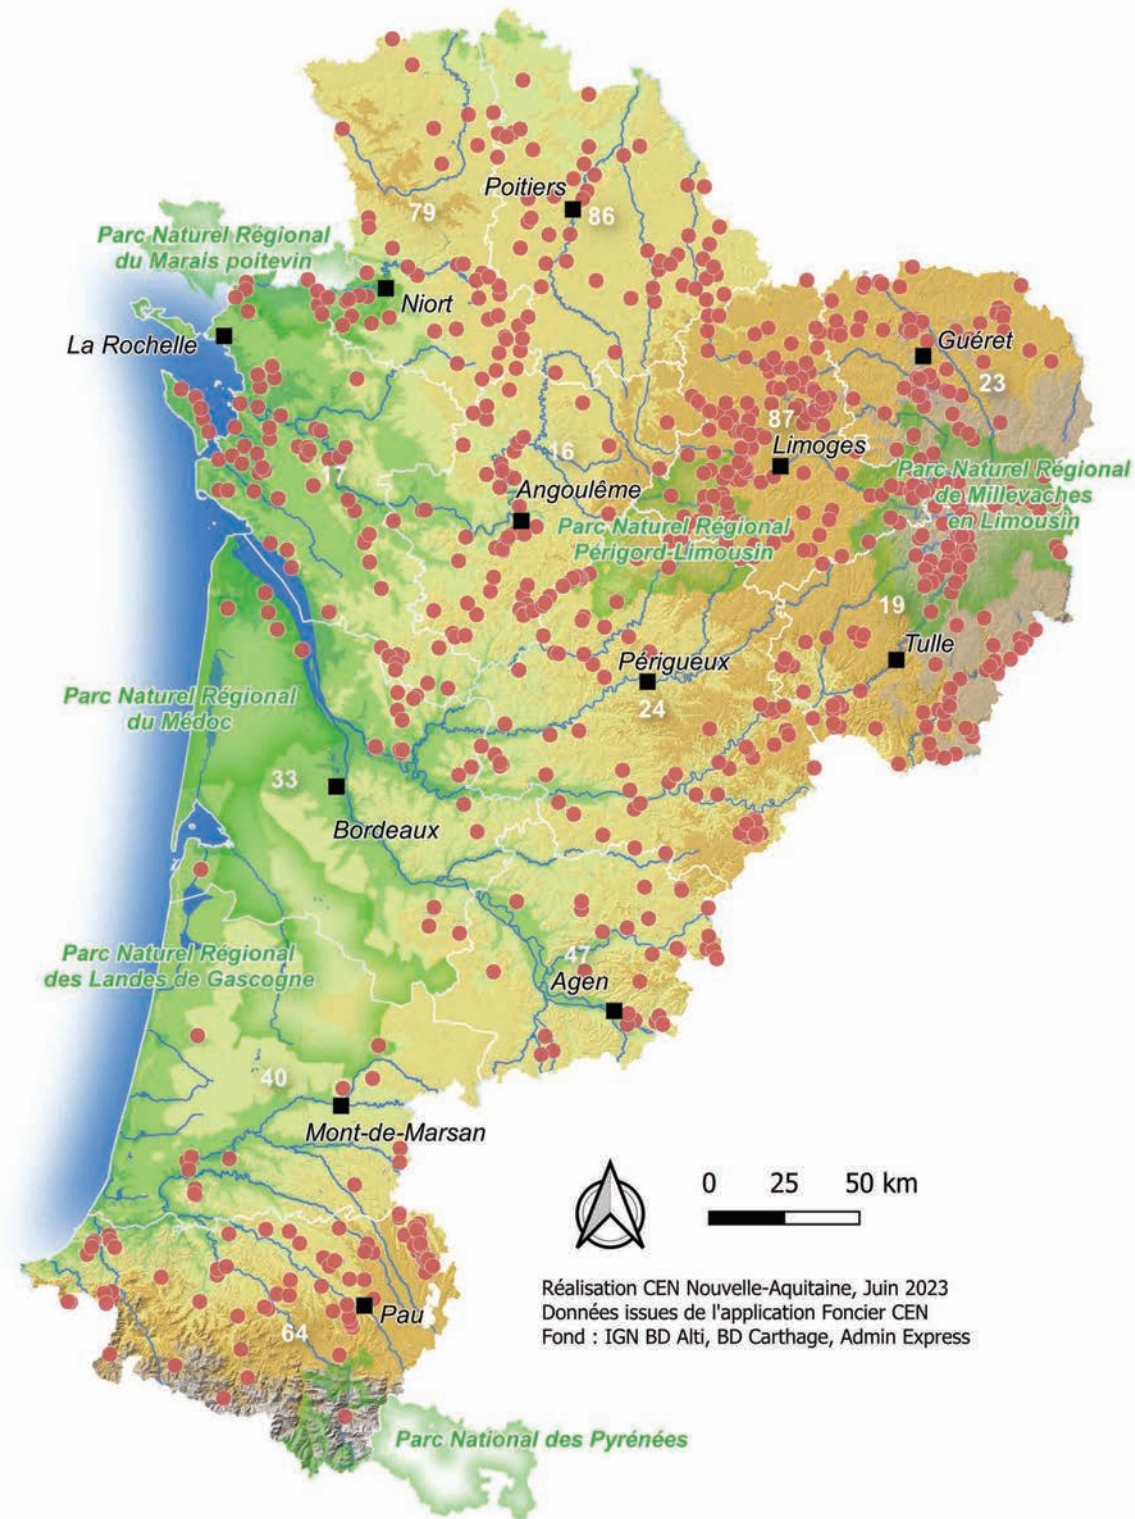 Poitiers
79
86
Parc Naturel Régional
du Marais poitevin
Niort
La Rochelle
Guéret
23
87
Limoges
16
17
Angoulême
Parc Naturel Régional
de Millevaches
en Limousin
Parc Naturel Régional
Périgord-Limousin
19
Tulle
Périgueux
24
Parc Naturel Régional
du Médoc
33
Bordeaux
Parc Naturel Régional
des Landes de Gascogne
47
Agen
40
Mont-de-Marsan
0 25 50 km
Réalisation CEN Nouvelle-Aquitaine, Juin 2023
Données issues de l'application Foncier CEN
Fond : IGN BD Alti, BD Carthage, Admin Express
Pau
64
Parc National des Pyrénées